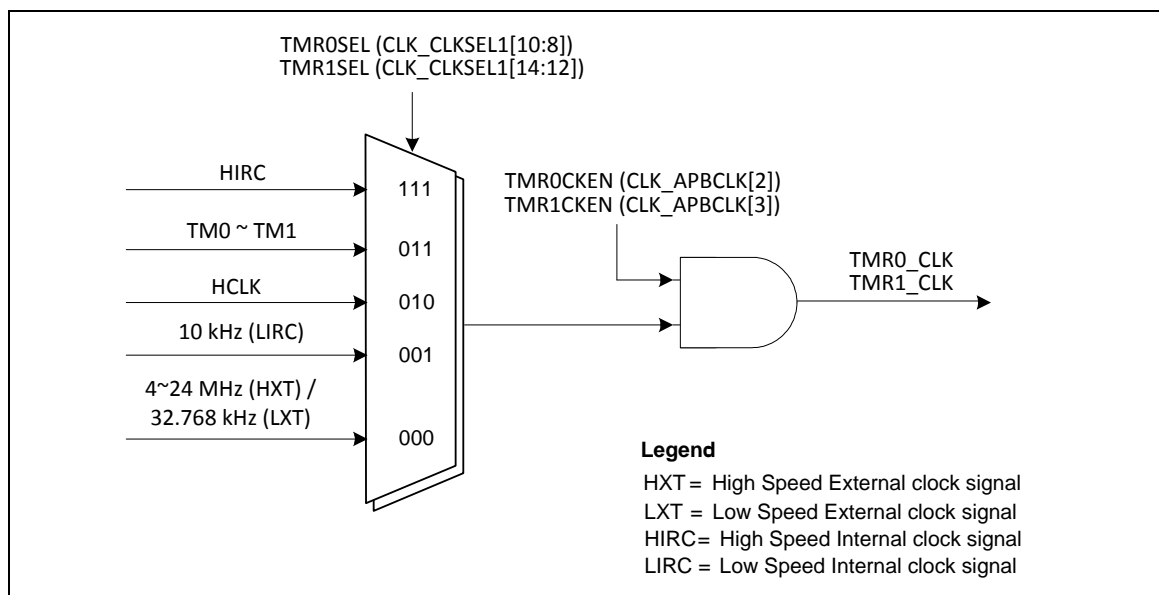 TMR0SEL (CLK_CLKSEL1[10:8])
TMR1SEL (CLK_CLKSEL1[14:12])
HIRC
111
TMR0CKEN (CLK_APBCLK[2])
TMR1CKEN (CLK_APBCLK[3])
TM0 ~ TM1
011
TMR0_CLK
TMR1_CLK
HCLK
010
10 kHz (LIRC)
001
4~24 MHz (HXT) /
32.768 kHz (LXT)
000
Legend
HXT = High Speed External clock signal
LXT = Low Speed External clock signal
HIRC= High Speed Internal clock signal
LIRC = Low Speed Internal clock signal